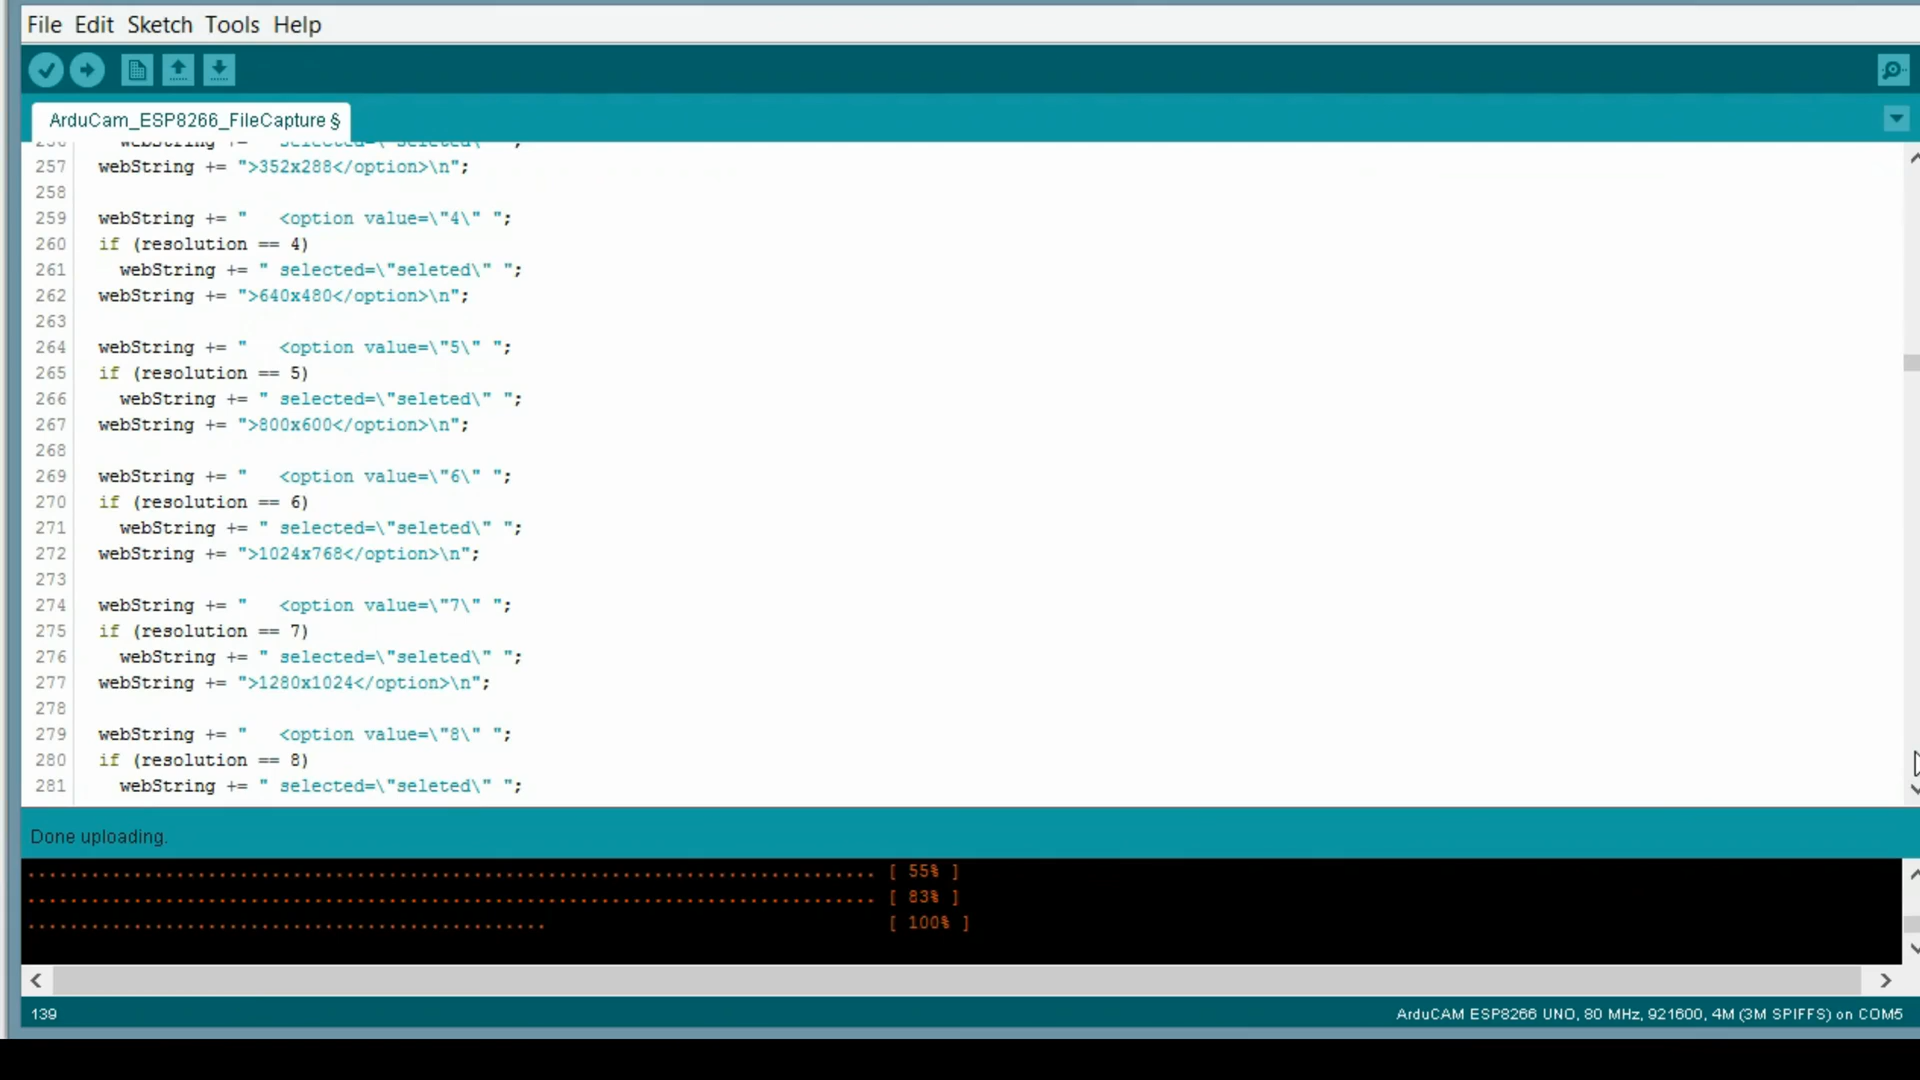 File Edit Sketch Tools Help
ArduCam_ESP8266_FileCapture §
257 webString += ">352x288</option>\n";
258
259 webString += "   <option value=\"4\" ";
260 if (resolution == 4)
261 webString += " selected=\"seleted\" ";
262 webString += ">640x480</option>\n";
263
264 webString += "   <option value=\"5\" ";
265 if (resolution == 5)
266 webString += " selected=\"seleted\" ";
267 webString += ">800x600</option>\n";
268
269 webString += "   <option value=\"6\" ";
270 if (resolution == 6)
271 webString += " selected=\"seleted\" ";
272 webString += ">1024x768</option>\n";
273
274 webString += "   <option value=\"7\" ";
275 if (resolution == 7)
276 webString += " selected=\"seleted\" ";
277 webString += ">1280x1024</option>\n";
278
279 webString += "   <option value=\"8\" ";
280 if (resolution == 8)
281 webString += " selected=\"seleted\" ";
Done uploading.
................................................................................ [ 55% ]
................................................................................ [ 83% ]
.................................................. [ 100% ]
139
ArduCAM ESP8266 UNO, 80 MHz, 921600, 4M (3M SPIFFS) on COM5